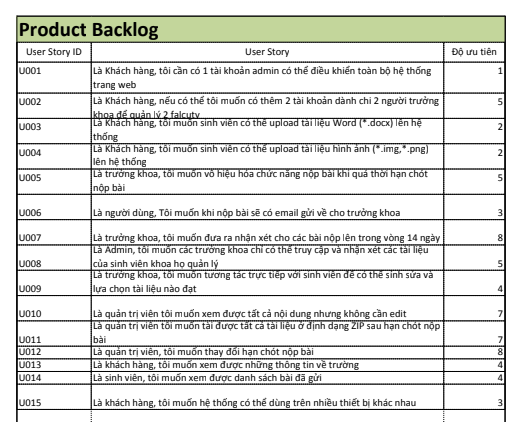 Product Backlog
User Story ID User Story Độ ưu tiên
U001 Là Khách hàng, tôi cần có 1 tài khoản admin có thể điều khiển toàn bộ hệ thống 1
trang web
U002 Là Khách hàng, nếu có thể tôi muốn có thêm 2 tài khoản dành chi 2 người trưởng 5
khoa để quản lý 2 falcuty
U003 Là Khách hàng, tôi muốn sinh viên có thể upload tài liệu Word (*.docx) lên hệ 2
thống
U004 Là Khách hàng, tôi muốn sinh viên có thể upload tài liệu hình ảnh (*.img,*.png) 2
lên hệ thống
U005 Là trưởng khoa, tôi muốn vô hiệu hóa chức năng nộp bài khi quá thời hạn chót 5
nộp bài
U006 Là người dùng, Tôi muốn khi nộp bài sẽ có email gửi về cho trưởng khoa 3
U007 Là trưởng khoa, tôi muốn đưa ra nhận xét cho các bài nộp lên trong vòng 14 ngày 8
Là Admin, tôi muốn các trưởng khoa chỉ có thể truy cập và nhận xét các tài liệu
U008 của sinh viên khoa họ quản lý 5
Là trưởng khoa, tôi muốn tương tác trực tiếp với sinh viên để có thể sinh sửa và
U009 lựa chọn tài liệu nào đạt 4
U010 Là quản trị viên tôi muốn xem được tất cả nội dung nhưng không cần edit 7
Là quản trị viên tôi muốn tải được tất cả tài liệu ở định dạng ZIP sau hạn chót nộp
U011 bài 7
U012 Là quản trị viên, tôi muốn thay đổi hạn chót nộp bài 8
U013 Là khách hàng, tôi muốn xem được những thông tin về trường 4
U014 Là sinh viên, tôi muốn xem được danh sách bài đã gửi 4
U015 Là khách hàng, tôi muốn hệ thống có thể dùng trên nhiều thiết bị khác nhau 3